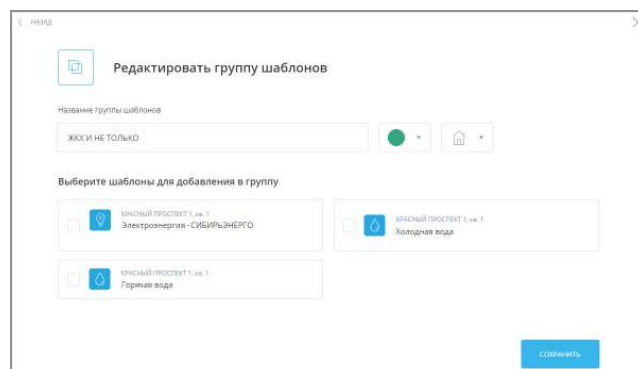 НАЗАД
Редактировать группу шаблонов
Название группы шаблонов
ЖКХ И НЕ ТОЛЬКО
Выберите шаблоны для добавления в группу
КРАСНЫЙ ПРОСПЕКТ 1, кв. 1
Электроэнергия -СИБИРЬЭНЕРГО
КРАСНЫЙ ПРОСПЕКТ 1, кв. 1
Холодная вода
КРАСНЫЙ ПРОСПЕКТ 1, кв. 1
Горячая вода
СОХРАНИТЬ